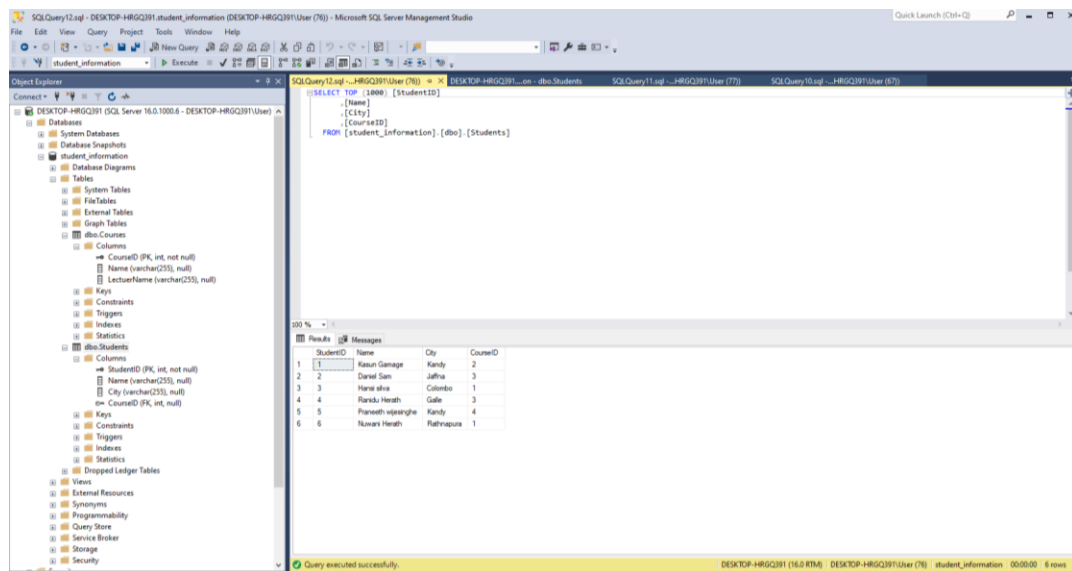 SQLQuery12.sql - DESKTOP-HRGQ391.student_information (DESKTOP-HRGQ391\User (76)) - Microsoft SQL Server Management Studio
Quick Launch (Ctrl+Q)
File Edit View Query Project Tools Window Help
New Query
student_information Execute
Object Explorer
SQLQuery12.sql -...HRGQ391\User (76)) DESKTOP-HRGQ391....on - dbo.Students SQLQuery11.sql -...HRGQ391\User (77)) SQLQuery10.sql -...HRGQ391\User (67))
Connect
DESKTOP-HRGQ391 (SQL Server 16.0.1000.6 - DESKTOP-HRGQ391\User)
Databases
System Databases
Database Snapshots
student_information
Database Diagrams
Tables
System Tables
FileTables
External Tables
Graph Tables
dbo.Courses
Columns
CourseID (PK, int, not null)
Name (varchar(255), null)
LectuerName (varchar(255), null)
Keys
Constraints
Triggers
Indexes
Statistics
dbo.Students
Columns
StudentID (PK, int, not null)
Name (varchar(255), null)
City (varchar(255), null)
CourseID (FK, int, null)
Keys
Constraints
Triggers
Indexes
Statistics
Dropped Ledger Tables
Views
External Resources
Synonyms
Programmability
Query Store
Service Broker
Storage
Security
SELECT TOP (1000) [StudentID]
,[Name]
,[City]
,[CourseID]
FROM [student_information].[dbo].[Students]
100 %
Results Messages
StudentID Name City CourseID
1 1 Kasun Gamage Kandy 2
2 2 Daniel Sam Jaffna 3
3 3 Hansi silva Colombo 1
4 4 Ranidu Herath Galle 3
5 5 Praneeth wijesinghe Kandy 4
6 6 Nuwani Herath Rathnapura 1
Query executed successfully.
DESKTOP-HRGQ391 (16.0 RTM) DESKTOP-HRGQ391\User (76) student_information 00:00:00 6 rows